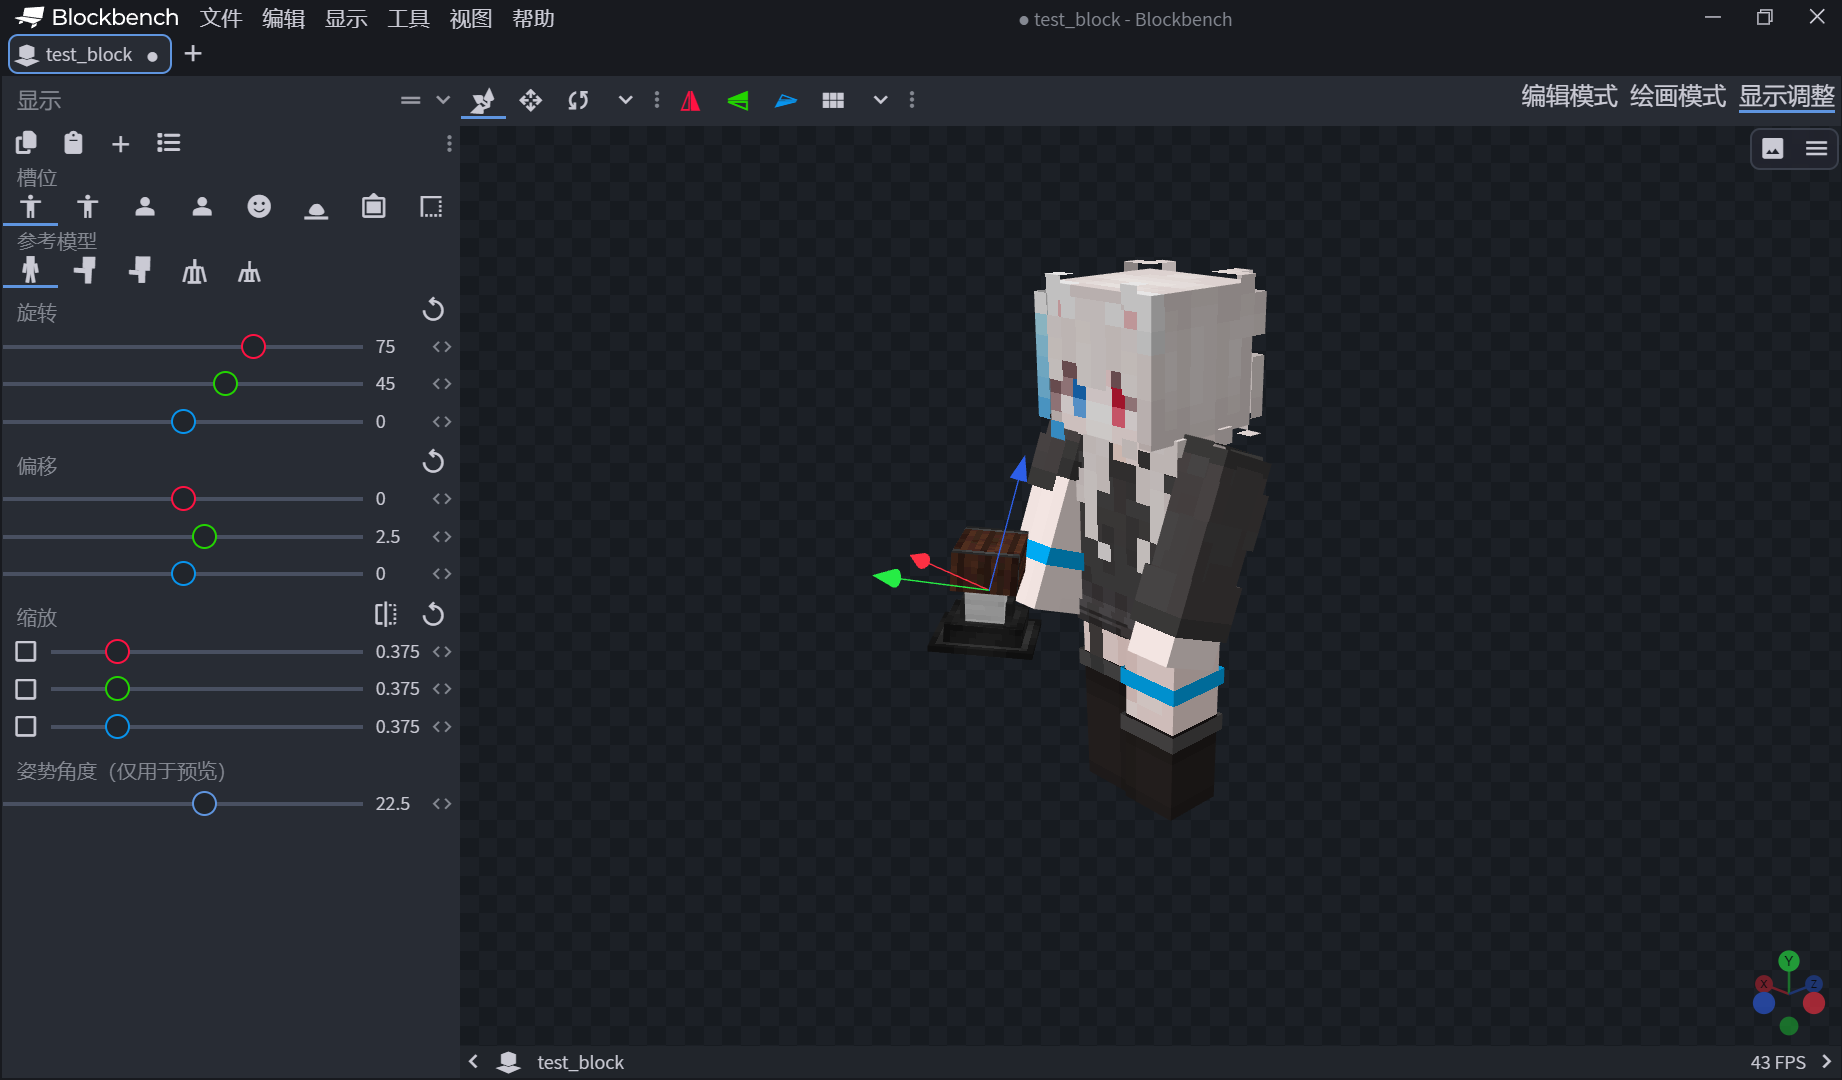 Blockbench 文件 编辑 显示 工具 视图 帮助
test_block - Blockbench
test_block
显示
编辑模式 绘画模式 显示调整
槽位
参考模型
旋转
75
45
0
偏移
0
2.5
0
缩放
0.375
0.375
0.375
姿势角度（仅用于预览）
22.5
Y
X
Z
test_block
43 FPS